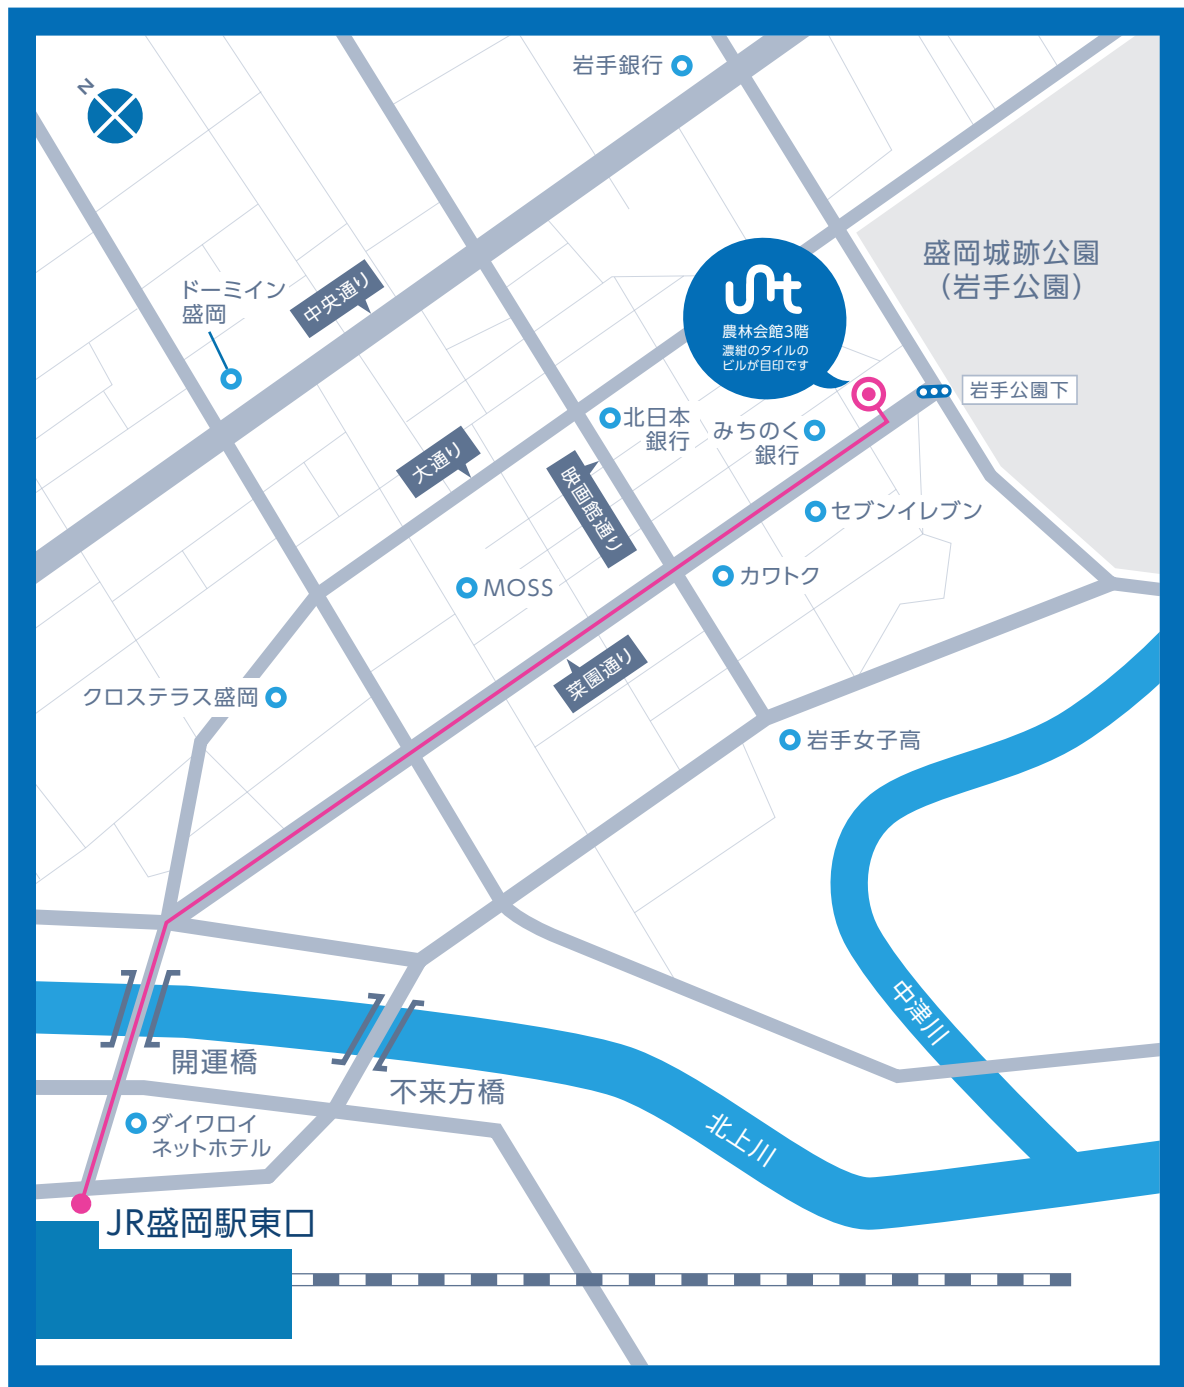 岩手銀行
N
盛岡城跡公園
（岩手公園）
ドーミイン
盛岡
中央通り
農林会館3階
濃紺のタイルの
ビルが目印です
岩手公園下
北日本
銀行
みちのく
銀行
大通り
映画館通り
セブンイレブン
MOSS
カワトク
菜園通り
クロステラス盛岡
岩手女子高
中津川
開運橋
不来方橋
北上川
ダイワロイ
ネットホテル
JR盛岡駅東口